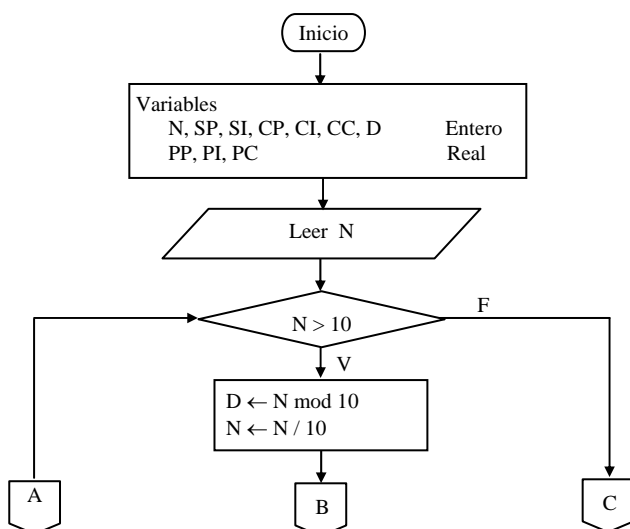 Inicio
Variables
N, SP, SI, CP, CI, CC, D Entero
PP, PI, PC Real
Leer N
N > 10
F
V
D ← N mod 10
N ← N / 10
A
B
C